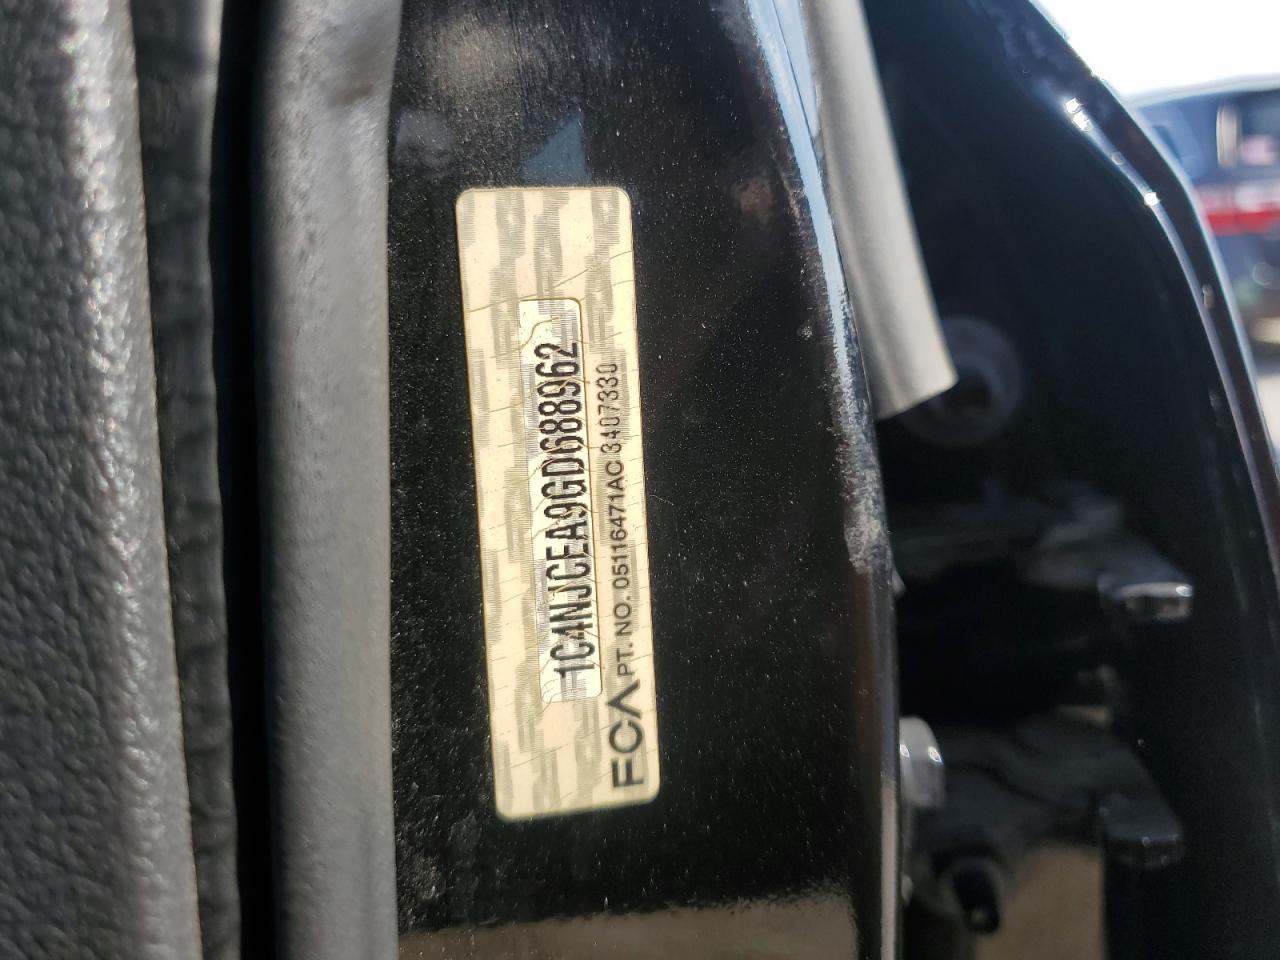 1C4NJCEA9GD688962
FCA PT. NO. 05116471AC 3407330